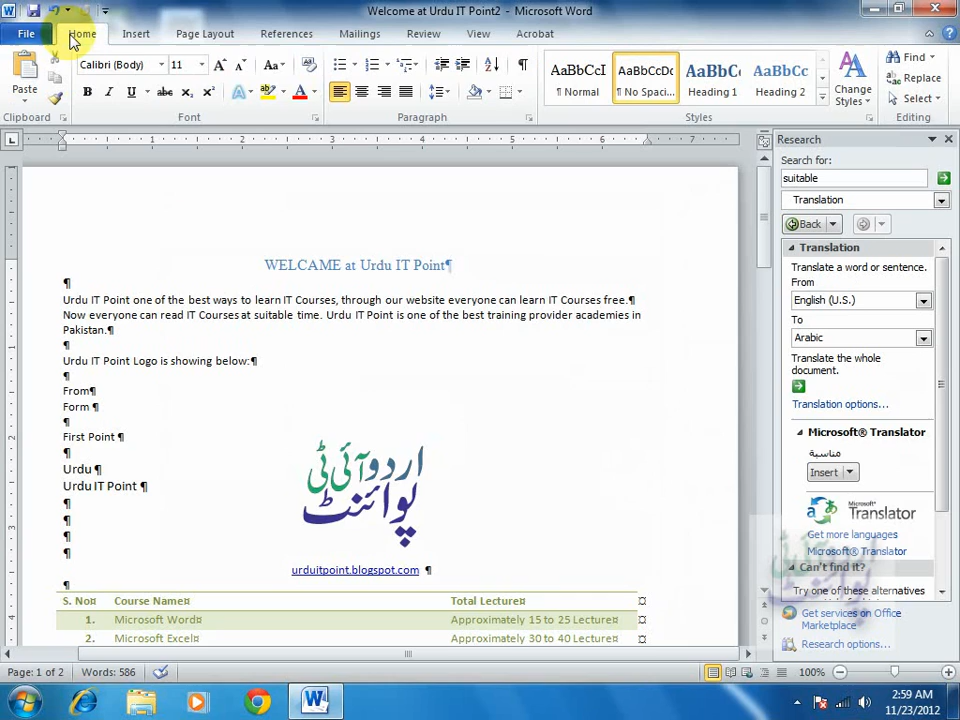 Welcome at Urdu IT Point2 - Microsoft Word
File Home Insert Page Layout References Mailings Review View Acrobat
Paste
Clipboard
Calibri (Body) 11
Font
Paragraph
AaBbCcI AaBbCcDc AaBbCc AaBbCc
¶ Normal ¶ No Spaci... Heading 1 Heading 2
Change Styles
Styles
Find
Replace
Select
Editing
Research
Search for:
suitable
Translation
Back
Translation
Translate a word or sentence.
From
English (U.S.)
To
Arabic
Translate the whole
document.
Translation options...
Microsoft® Translator
مناسبة
Insert
Microsoft®
Translator
Get more languages
Microsoft® Translator
Can't find it?
Try one of these alternatives
Get services on Office
Marketplace
Research options...
WELCAME at Urdu IT Point¶
¶
Urdu IT Point one of the best ways to learn IT Courses, through our website everyone can learn IT Courses free.¶
Now everyone can read IT Courses at suitable time. Urdu IT Point is one of the best training provider academies in
Pakistan.¶
¶
Urdu IT Point Logo is showing below:¶
¶
From¶
Form ¶
¶
First Point ¶
¶
Urdu ¶
Urdu IT Point ¶
¶
¶
¶
¶
اردو آئی ٹی
پوائنٹ
urduitpoint.blogspot.com ¶
¶
S. No¤ Course Name¤ Total Lecture¤ ¤
1. Microsoft Word¤ Approximately 15 to 25 Lecture¤ ¤
2. Microsoft Excel¤ Approximately 30 to 40 Lecture¤ ¤
Page: 1 of 2 Words: 586 100%
2:59 AM
11/23/2012